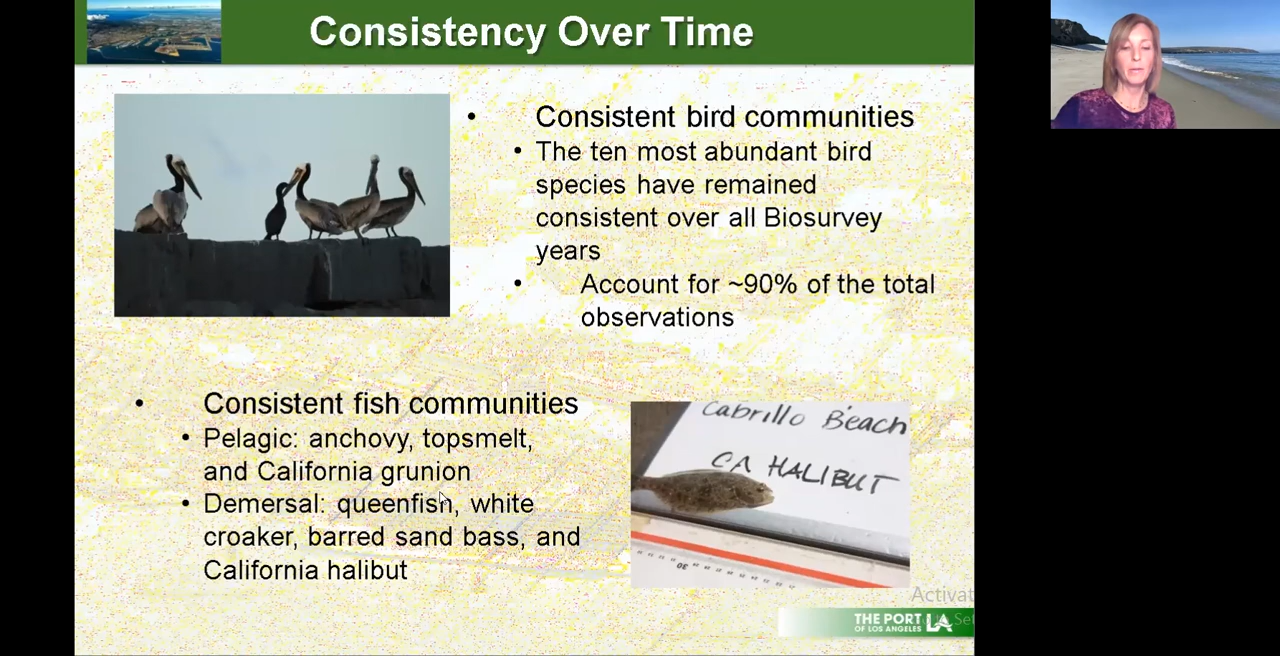 Consistency Over Time
• Consistent bird communities
• The ten most abundant bird
species have remained
consistent over all Biosurvey
years
• Account for ~90% of the total
observations
• Consistent fish communities
• Pelagic: anchovy, topsmelt,
and California grunion
• Demersal: queenfish, white
croaker, barred sand bass, and
California halibut
Cabrillo Beach
CA HALIBUT
30
Activat
THE PORT
OF LOS ANGELES
LA
Set